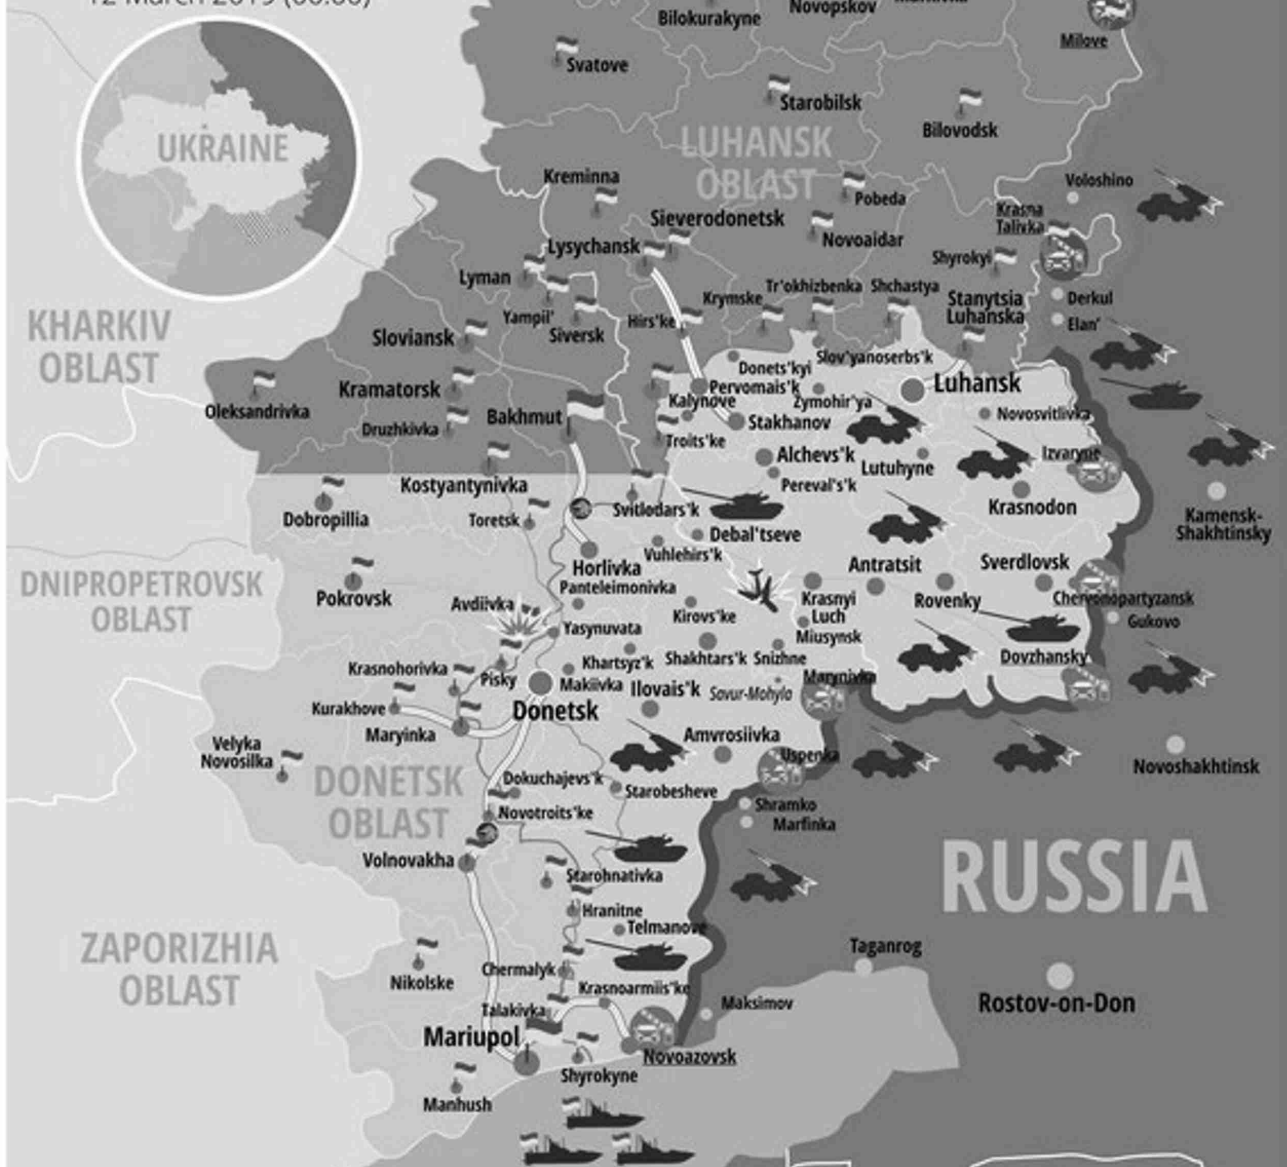 12 March 2019 (00:00)
Bilokurakyne
Novopskov
Milove
UKRAINE
Svatove
Starobilsk
Bilovodsk
LUHANSK
OBLAST
Kreminna
Pobeda
Voloshino
Sieverodonetsk
Krasna
Talivka
Lysychansk
Novoaidar
Shyrokyi
Lyman
Tr'okhizbenka
Shchastya
Krymske
Stanytsia
Luhanska
Derkul
Elan'
KHARKIV
OBLAST
Yampil'
Siversk
Hirs'ke
Sloviansk
Slov'yanoserbs'k
Donets'kyi
Kramatorsk
Pervomais'k
Luhansk
Oleksandrivka
Bakhmut
Kalynove
Zymohir'ya
Novosvitlivka
Druzhkivka
Stakhanov
Troits'ke
Alchevs'k
Lutuhyne
Izvaryne
Kostyantynivka
Pereval's'k
Krasnodon
Dobropillia
Toretsk
Svitlodars'k
Kamensk-
Shakhtinsky
Debal'tseve
Vuhlehirs'k
Horlivka
Antratsit
Sverdlovsk
DNIPROPETROVSK
OBLAST
Pokrovsk
Panteleimonivka
Avdiivka
Kirovs'ke
Krasnyi
Luch
Rovenky
Chervonopartyzansk
Gukovo
Yasynuvata
Miusynsk
Krasnohorivka
Pisky
Khartsyz'k
Shakhtars'k
Snizhne
Dovzhansky
Makiivka
Ilovais'k
Savur-Mohyla
Marynivka
Kurakhove
Donetsk
Maryinka
Amvrosiivka
Uspenka
Velyka
Novosilka
Novoshakhtinsk
DONETSK
OBLAST
Dokuchajevs'k
Starobesheve
Novotroits'ke
Shramko
Marfinka
Volnovakha
Starohnativka
RUSSIA
Hranitne
Telmanove
ZAPORIZHIA
OBLAST
Taganrog
Nikolske
Chermalyk
Krasnoarmiis'ke
Maksimov
Rostov-on-Don
Talakivka
Mariupol
Novoazovsk
Shyrokyne
Manhush